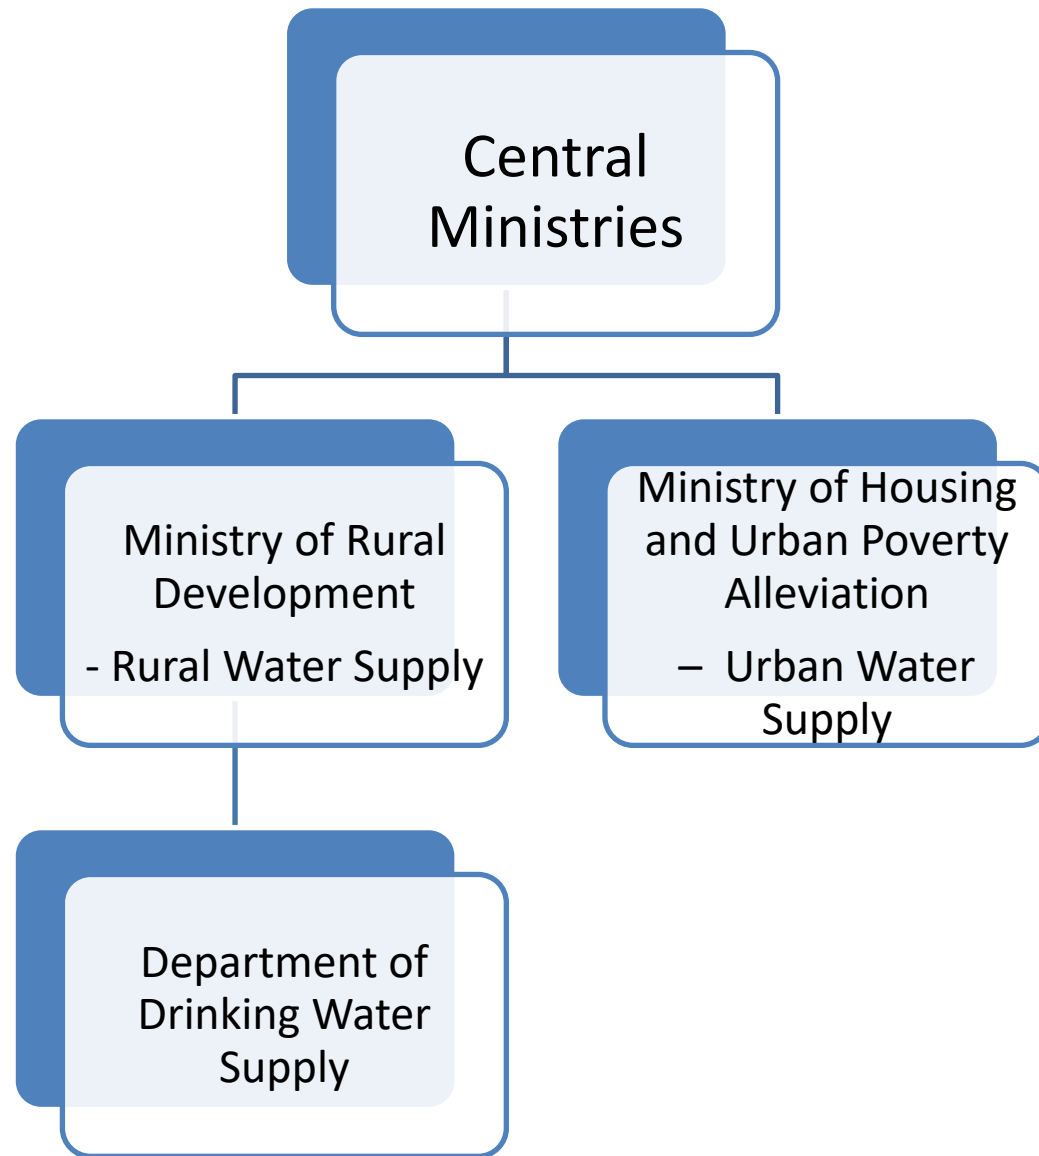 Central
Ministries
Ministry of Rural
Development
- Rural Water Supply
Ministry of Housing
and Urban Poverty
Alleviation
– Urban Water
Supply
Department of
Drinking Water
Supply